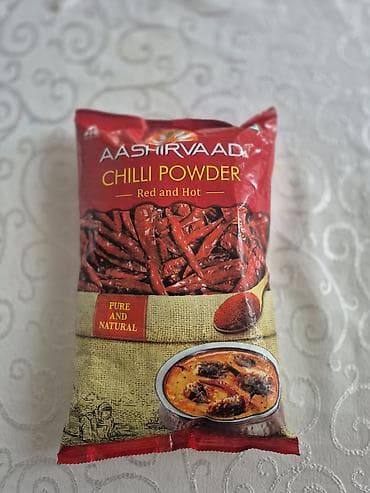 AASHIRVAAD
CHILLI POWDER
Red and Hot
PURE
AND
NATURAL